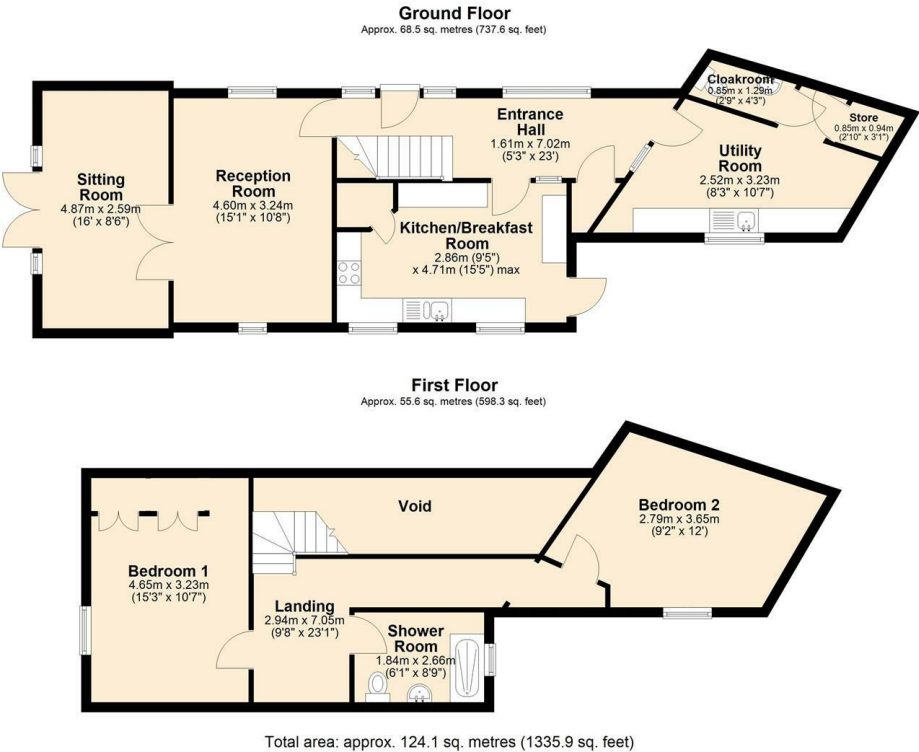 Ground Floor
Approx. 68.5 sq. metres (737.6 sq. feet)
Cloakroom
0.85m x 1.29m
(2'9" x 4'3")
Store
0.85m x 0.94m
(2'10" x 3'1")
Entrance
Hall
1.61m x 7.02m
(5'3" x 23')
Utility
Room
2.52m x 3.23m
(8'3" x 10'7")
Sitting
Room
4.87m x 2.59m
(16' x 8'6")
Reception
Room
4.60m x 3.24m
(15'1" x 10'8")
Kitchen/Breakfast
Room
2.86m (9'5")
x 4.71m (15'5") max
First Floor
Approx. 55.6 sq. metres (598.3 sq. feet)
Void
Bedroom 2
2.79m x 3.65m
(9'2" x 12')
Bedroom 1
4.65m x 3.23m
(15'3" x 10'7")
Landing
2.94m x 7.05m
(9'8" x 23'1")
Shower
Room
1.84m x 2.66m
(6'1" x 8'9")
Total area: approx. 124.1 sq. metres (1335.9 sq. feet)